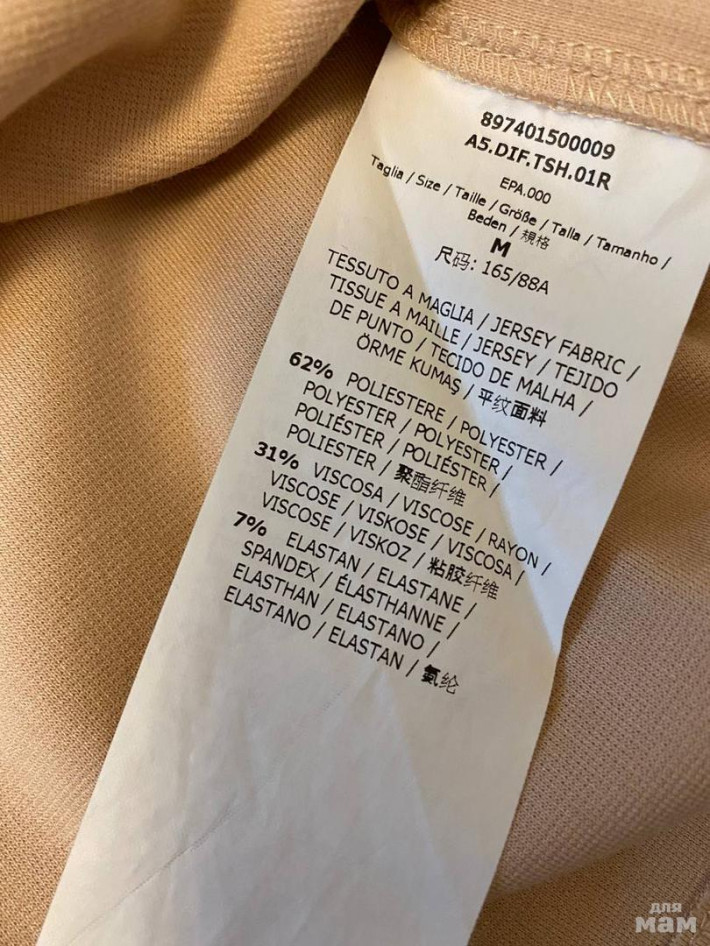 897401500009
A5.DIF.TSH.01R
EPA.000
Taglia / Size / Taille / Größe / Talla / Tamanho /
Beden / 規格
M
尺码: 165/88A
TESSUTO A MAGLIA / JERSEY FABRIC /
TISSUE A MAILLE / JERSEY / TEJIDO
DE PUNTO / TECIDO DE MALHA /
ÖRME KUMAŞ / 平纹面料
62% POLIESTERE / POLYESTER /
POLYESTER / POLYESTER /
POLIÉSTER / POLIÉSTER /
POLIESTER / 聚酯纤维
31% VISCOSA / VISCOSE / RAYON /
VISCOSE / VISKOSE / VISCOSA /
VISCOSE / VISKOZ / 粘胶纤维
7% ELASTAN / ELASTANE /
SPANDEX / ÉLASTHANNE /
ELASTHAN / ELASTANO /
ELASTANO / ELASTAN / 氨纶
для
мам